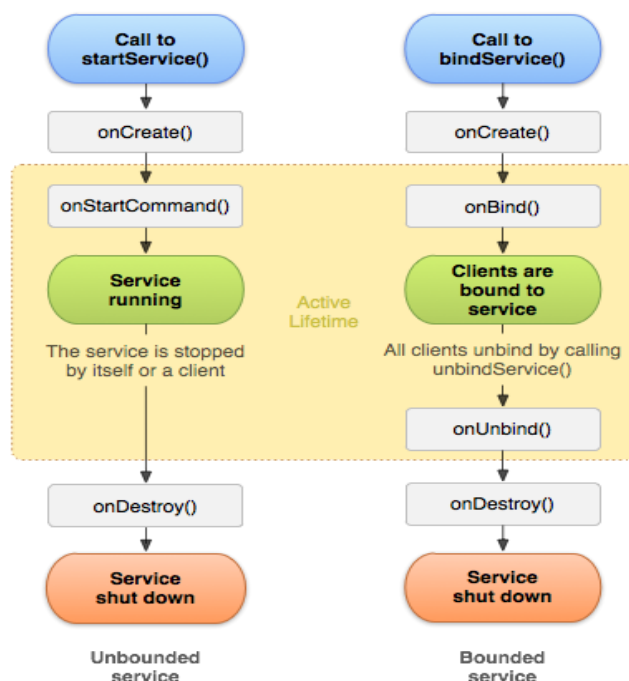 Call to
startService()
onCreate()
onStartCommand()
Service
running
The service is stopped
by itself or a client
onDestroy()
Service
shut down
Unbounded
service
Active
Lifetime
Call to
bindService()
onCreate()
onBind()
Clients are
bound to
service
All clients unbind by calling
unbindService()
onUnbind()
onDestroy()
Service
shut down
Bounded
service